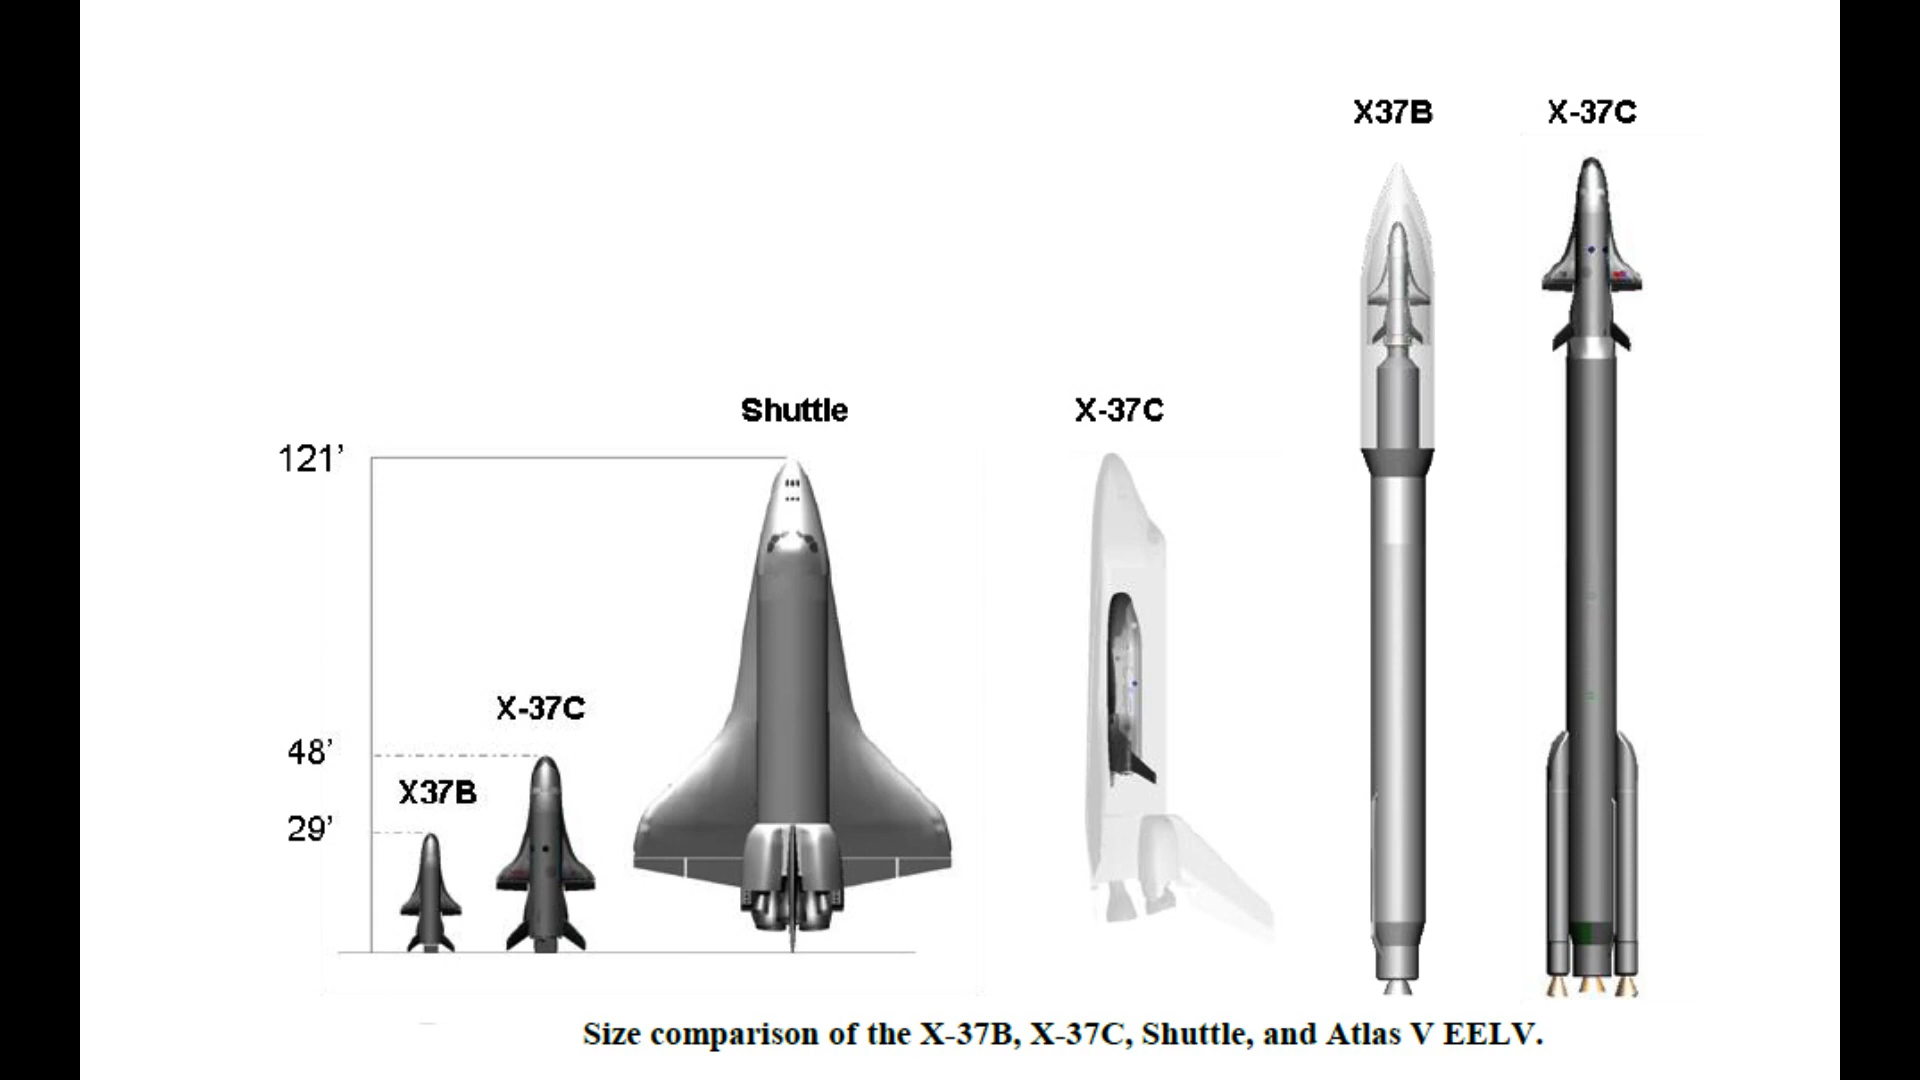 X37B
X-37C
Shuttle
X-37C
121’
X-37C
48’
X37B
29’
Size comparison of the X-37B, X-37C, Shuttle, and Atlas V EELV.